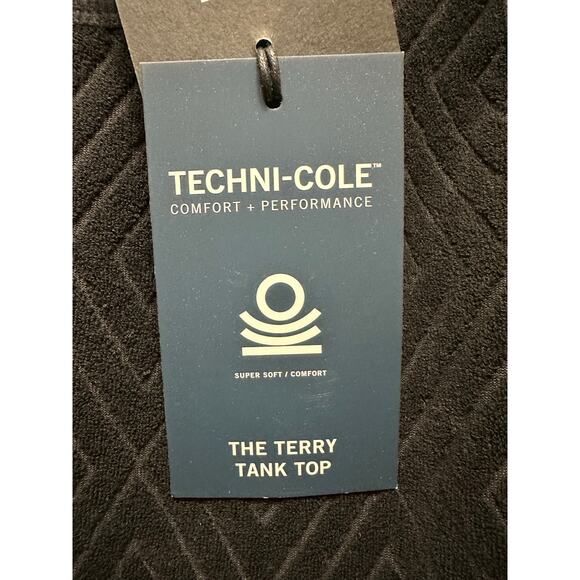 TECHNI-COLE™
COMFORT + PERFORMANCE
SUPER SOFT / COMFORT
THE TERRY
TANK TOP